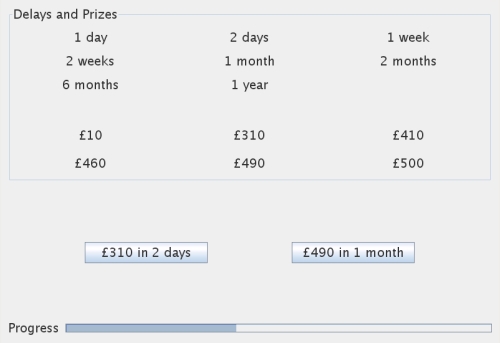 Delays and Prizes
1 day 2 days 1 week
2 weeks 1 month 2 months
6 months 1 year
£10 £310 £410
£460 £490 £500
£310 in 2 days £490 in 1 month
Progress